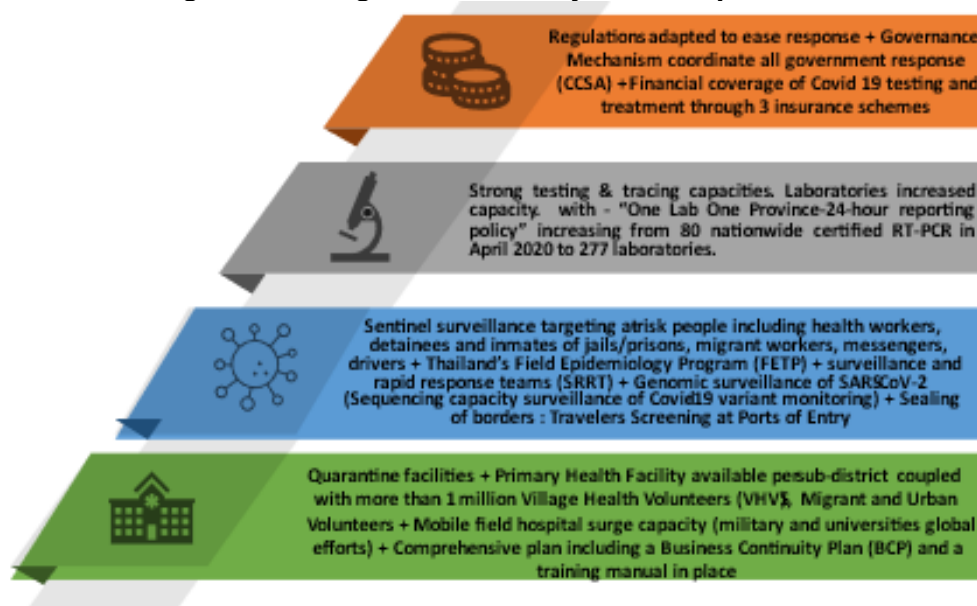 Regulations adapted to ease response + Governance
Mechanism coordinate all government response
(CCSA) +Financial coverage of Covid 19 testing and
treatment through 3 insurance schemes
Strong testing & tracing capacities. Laboratories increased
capacity. with - “One Lab One Province-24-hour reporting
policy” increasing from 80 nationwide certified RT-PCR in
April 2020 to 277 laboratories.
Sentinel surveillance targeting atrisk people including health workers,
detainees and inmates of jails/prisons, migrant workers, messengers,
drivers + Thailand’s Field Epidemiology Program (FETP) + surveillance and
rapid response teams (SRRT) + Genomic surveillance of SARSCoV-2
(Sequencing capacity surveillance of Covid19 variant monitoring) + Sealing
of borders : Travelers Screening at Ports of Entry
Quarantine facilities + Primary Health Facility available per sub-district coupled
with more than 1 million Village Health Volunteers (VHVs), Migrant and Urban
Volunteers + Mobile field hospital surge capacity (military and universities global
efforts) + Comprehensive plan including a Business Continuity Plan (BCP) and a
training manual in place